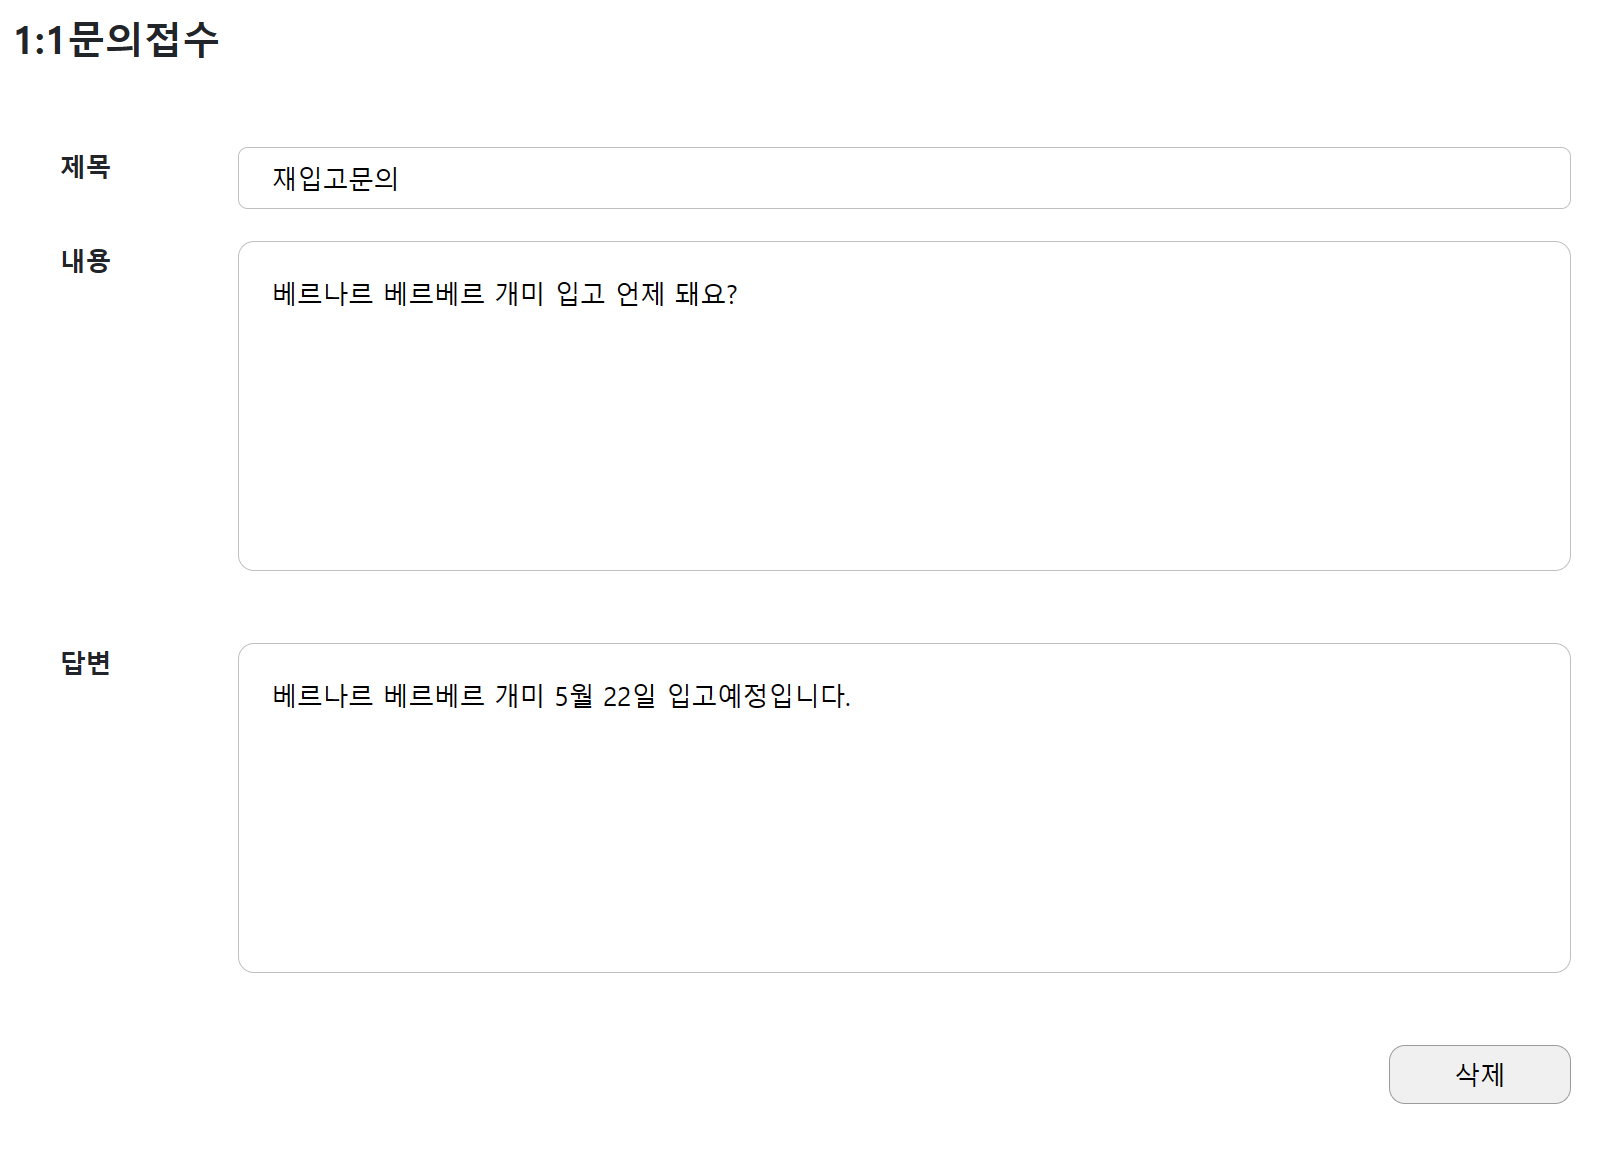 1:1문의접수
제목
재입고문의
내용
베르나르 베르베르 개미 입고 언제 돼요?
답변
베르나르 베르베르 개미 5월 22일 입고예정입니다.
삭제